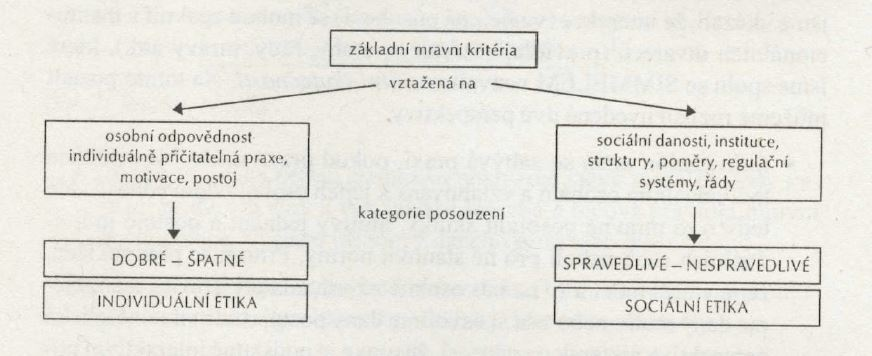 základní mravní kritéria
vztažená na
osobní odpovědnost
individuálně přičitatelná praxe,
motivace, postoj
sociální danosti, instituce,
struktury, poměry, regulační
systémy, řády
kategorie posouzení
DOBRÉ – ŠPATNÉ
SPRAVEDLIVÉ – NESPRAVEDLIVÉ
INDIVIDUÁLNÍ ETIKA
SOCIÁLNÍ ETIKA